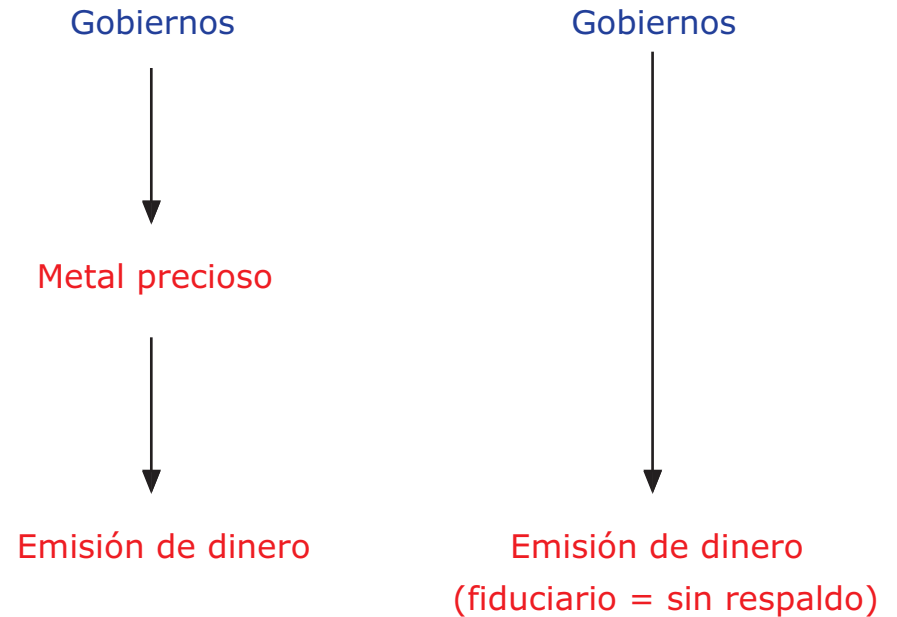 Gobiernos
Metal precioso
Emisión de dinero
Gobiernos
Emisión de dinero
(fiduciario = sin respaldo)